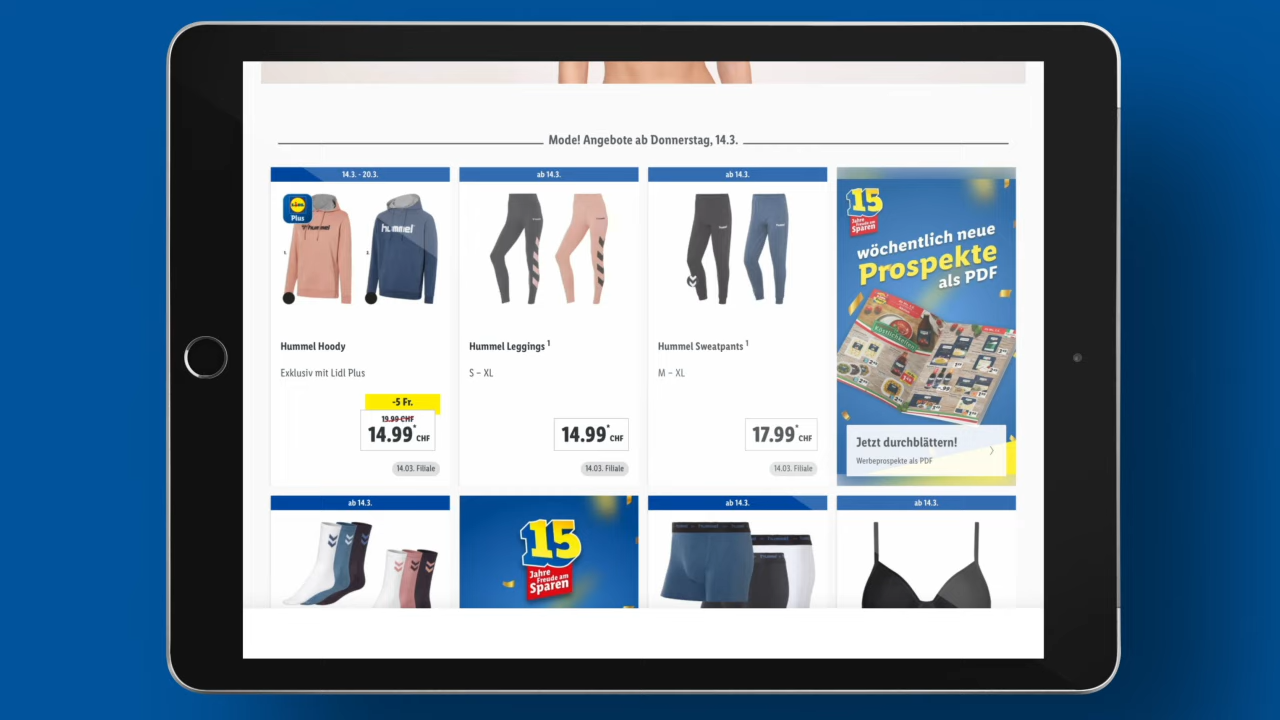 Mode! Angebote ab Donnerstag, 14.3.
14.3. - 20.3.
LIDL
Plus
hummel
hummel
Hummel Hoody
Exklusiv mit Lidl Plus
-5 Fr.
19.99 CHF
14.99* CHF
14.03. Filiale
ab 14.3.
Hummel Leggings 1
S – XL
14.99* CHF
14.03. Filiale
ab 14.3.
Hummel Sweatpants 1
M – XL
17.99* CHF
14.03. Filiale
15
Jahre
Freude am
Sparen
wöchentlich neue
Prospekte
als PDF
Jetzt durchblättern!
Werbeprospekte als PDF
ab 14.3.
15
Jahre
Freude am
Sparen
ab 14.3.
ab 14.3.